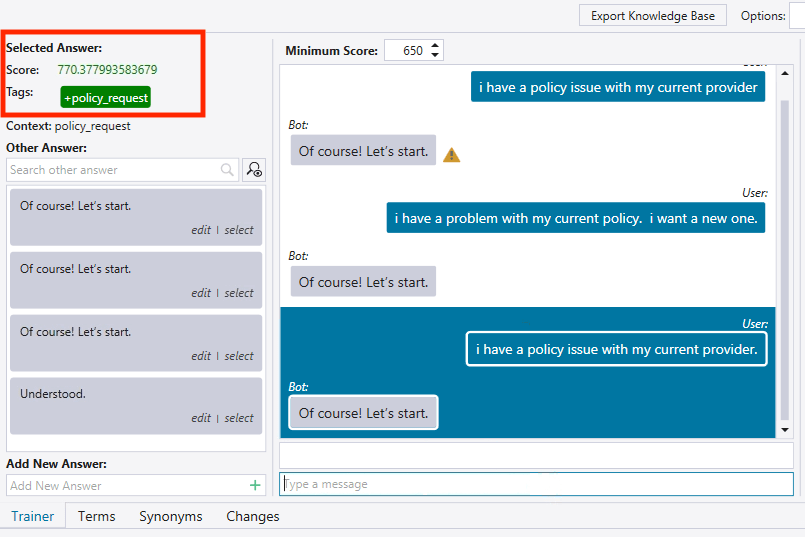 Export Knowledge Base Options:
Selected Answer:
Score: 770.377993583679
Tags: +policy_request
Context: policy_request
Other Answer:
Search other answer
Of course! Let's start.
edit | select
Of course! Let's start.
edit | select
Of course! Let's start.
edit | select
Understood.
edit | select
Add New Answer:
Add New Answer +
Minimum Score: 650
User:
i have a policy issue with my current provider
Bot:
Of course! Let's start.
User:
i have a problem with my current policy. i want a new one.
Bot:
Of course! Let's start.
User:
i have a policy issue with my current provider.
Bot:
Of course! Let's start.
Type a message
Trainer Terms Synonyms Changes